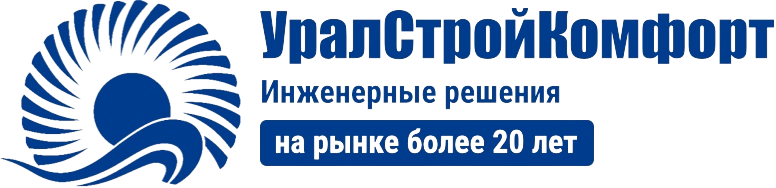 УралСтройКомфорт
Инженерные решения
на рынке более 20 лет